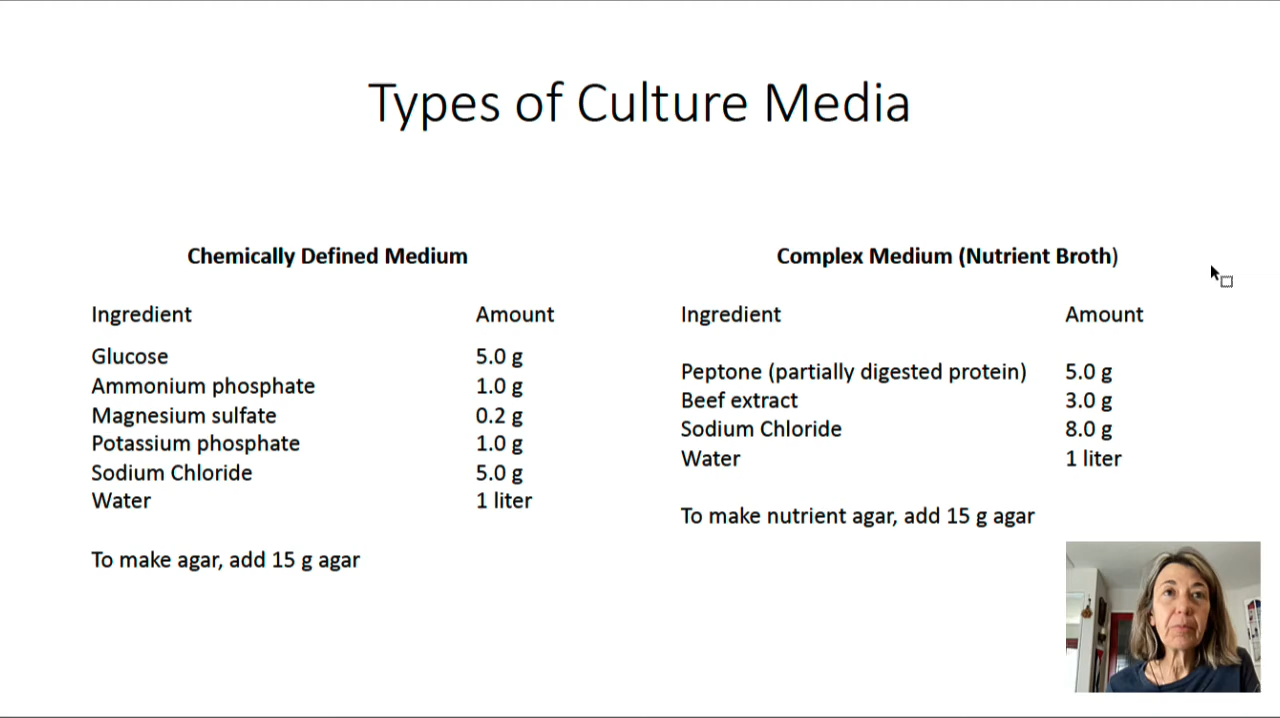 Types of Culture Media
Chemically Defined Medium
Ingredient Amount
Glucose 5.0 g
Ammonium phosphate 1.0 g
Magnesium sulfate 0.2 g
Potassium phosphate 1.0 g
Sodium Chloride 5.0 g
Water 1 liter
To make agar, add 15 g agar
Complex Medium (Nutrient Broth)
Ingredient Amount
Peptone (partially digested protein) 5.0 g
Beef extract 3.0 g
Sodium Chloride 8.0 g
Water 1 liter
To make nutrient agar, add 15 g agar